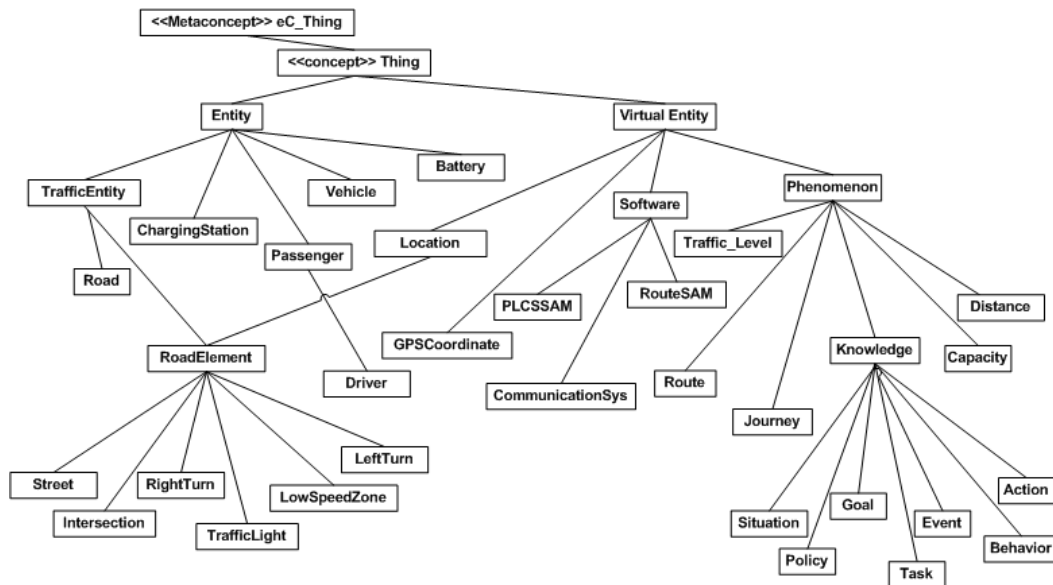 <<Metaconcept>> eC_Thing
<<concept>> Thing
Entity
Virtual Entity
Battery
TrafficEntity
Vehicle
Phenomenon
Software
ChargingStation
Location
Traffic_Level
Passenger
Road
RouteSAM
PLCSSAM
Distance
GPSCoordinate
RoadElement
Knowledge
Capacity
Driver
Route
CommunicationSys
Journey
LeftTurn
Street
RightTurn
LowSpeedZone
Action
Goal
Intersection
Situation
Event
TrafficLight
Behavior
Policy
Task